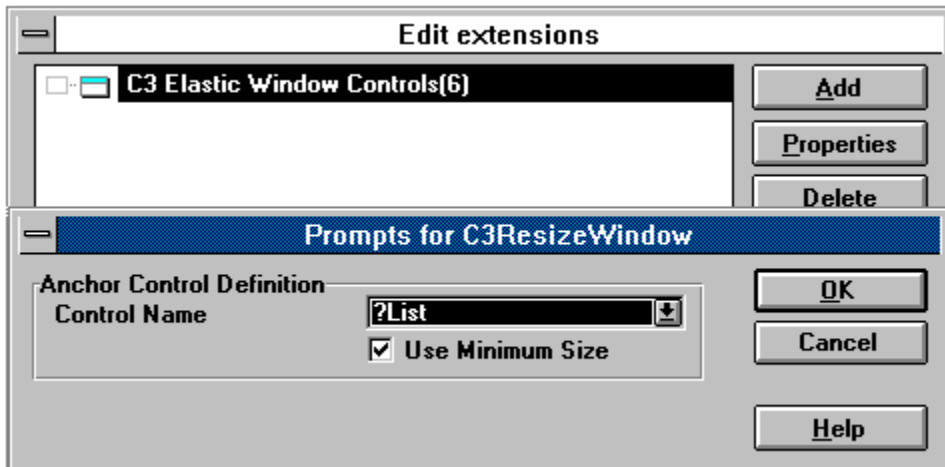 Edit extensions
C3 Elastic Window Controls(6)
Add
Properties
Delete
Prompts for C3ResizeWindow
Anchor Control Definition
Control Name
?List
Use Minimum Size
OK
Cancel
Help